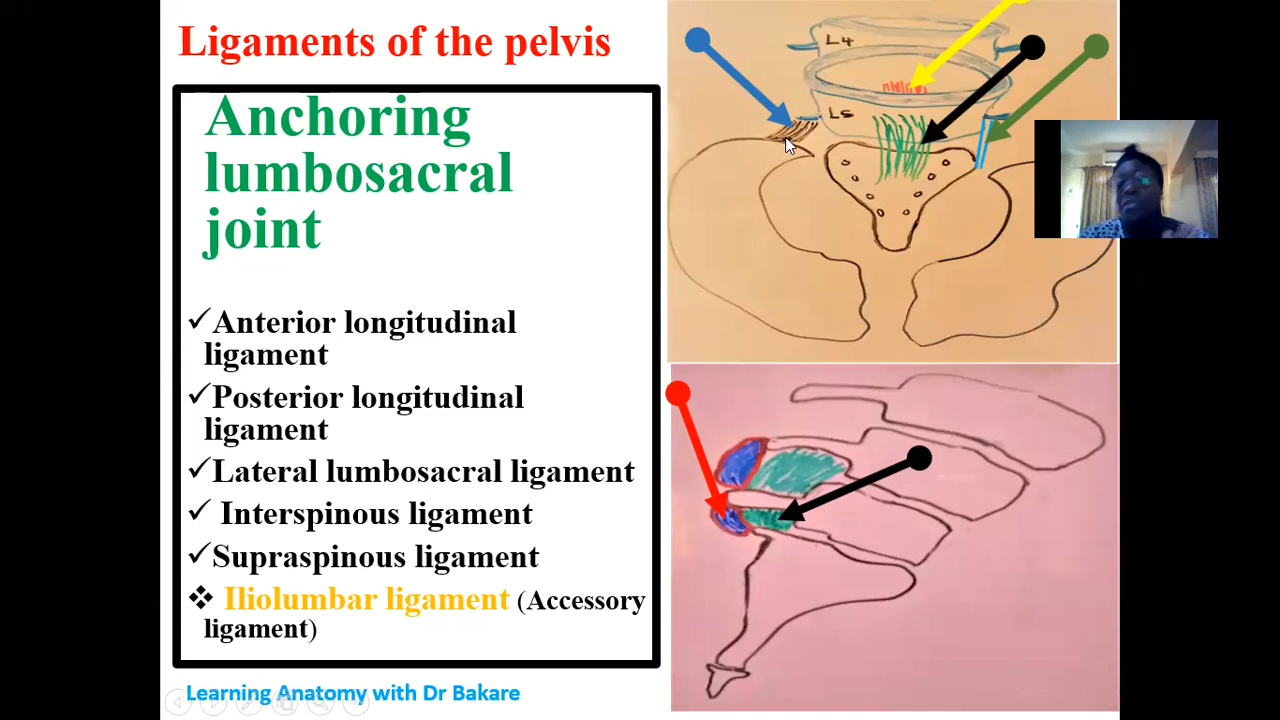 Ligaments of the pelvis
Anchoring
lumbosacral
joint
✓Anterior longitudinal
ligament
✓Posterior longitudinal
ligament
✓Lateral lumbosacral ligament
✓ Interspinous ligament
✓Supraspinous ligament
❖ Iliolumbar ligament (Accessory
ligament)
Learning Anatomy with Dr Bakare
L4
L5